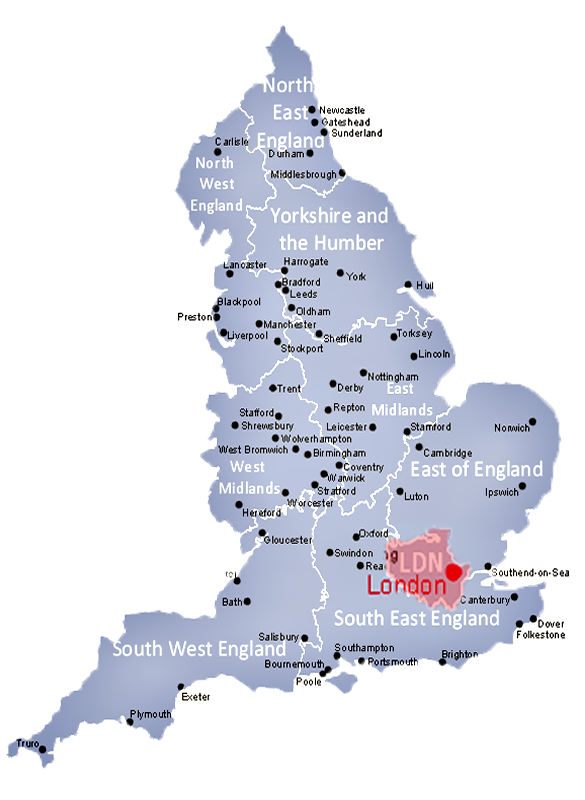 North
East
England
Newcastle
Gateshead
Sunderland
Carlisle
Durham
North
West
England
Middlesbrough
Yorkshire and
the Humber
Lancaster
Harrogate
York
Bradford
Leeds
Hull
Blackpool
Oldham
Preston
Manchester
Liverpool
Sheffield
Torksey
Stockport
Lincoln
Nottingham
Trent
Derby
East
Midlands
Stafford
Repton
Shrewsbury
Leicester
Stamford
Norwich
Wolverhampton
West Bromwich
Birmingham
Cambridge
West
Midlands
Coventry
Warwick
East of England
Stratford
Worcester
Luton
Ipswich
Hereford
Gloucester
Oxford
Swindon
Rea
ng
LDN
London
Southend-on-Sea
Bath
Canterbury
South East England
Dover
Folkestone
Salisbury
South West England
Southampton
Bournemouth
Portsmouth
Brighton
Poole
Exeter
Plymouth
Truro